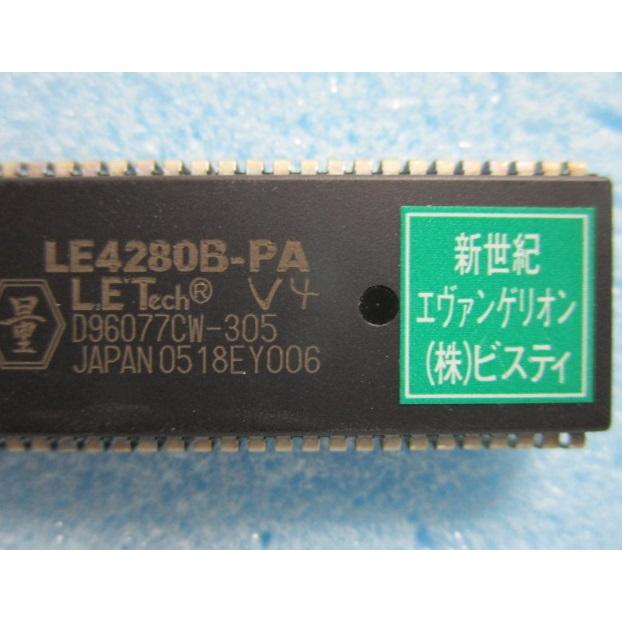 LE4280B-PA
L.E Tech® V4
D96077CW-305
JAPAN 0518EY006
新世紀
エヴァンゲリオン
(株)ビスティ